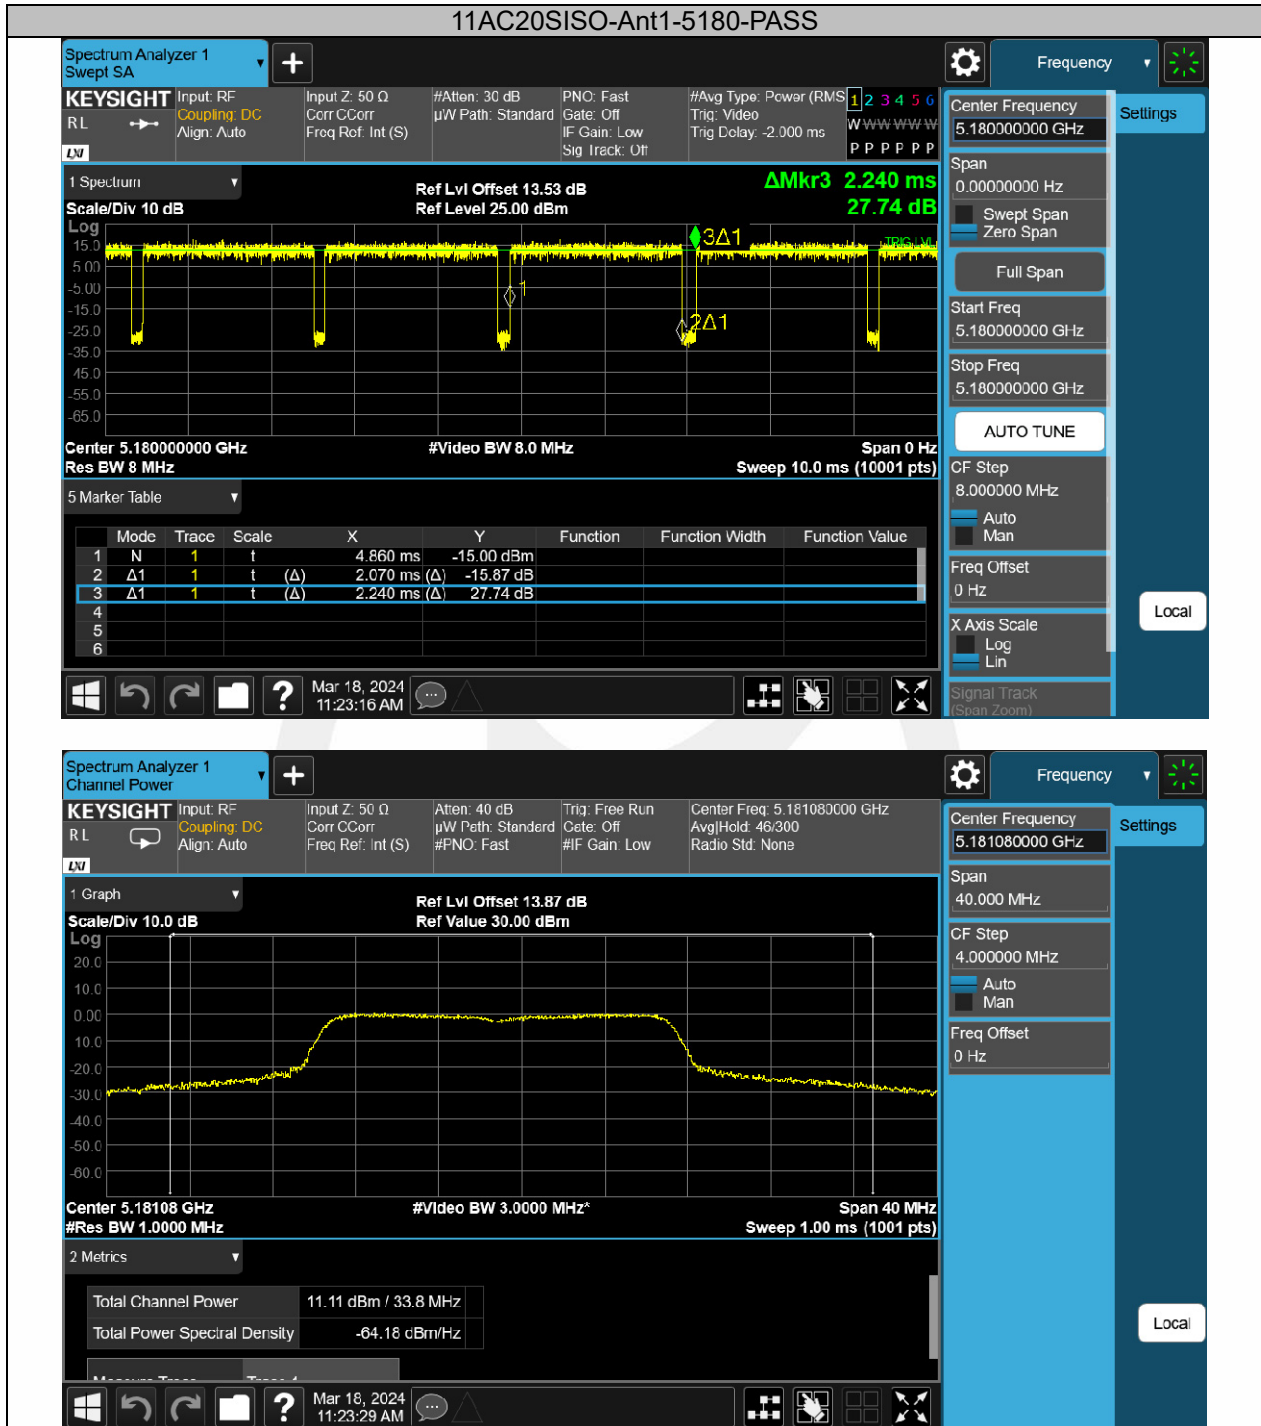 11AC20SISO-Ant1-5180-PASS
Spectrum Analyzer 1
Swept SA
Frequency
KEYSIGHT
RL
LXI
Input: RF
Coupling: DC
Align: Auto
Input Z: 50 Ω
Corr CCorr
Freq Ref: Int (S)
#Atten: 30 dB
µW Path: Standard
PNO: Fast
Gate: Off
IF Gain: Low
Sig Track: Off
#Avg Type: Power (RMS
Trig: Video
Trig Delay: -2.000 ms
1 2 3 4 5 6
W W W W W W
P P P P P P
Center Frequency
5.180000000 GHz
Settings
Span
0.00000000 Hz
Swept Span
Zero Span
Full Span
Start Freq
5.180000000 GHz
Stop Freq
5.180000000 GHz
AUTO TUNE
CF Step
8.000000 MHz
Auto
Man
Freq Offset
0 Hz
X Axis Scale
Log
Lin
Signal Track
(Span Zoom)
Local
1 Spectrum
Scale/Div 10 dB
Ref Lvl Offset 13.53 dB
Ref Level 25.00 dBm
ΔMkr3 2.240 ms
27.74 dB
Log
15.0
5.00
-5.00
-15.0
-25.0
-35.0
45.0
-55.0
-65.0
3Δ1
TRIG LVL
1
2Δ1
Center 5.180000000 GHz
#Video BW 8.0 MHz
Span 0 Hz
Res BW 8 MHz
Sweep 10.0 ms (10001 pts)
5 Marker Table
Mode Trace Scale X Y Function Function Width Function Value
1 N 1 t 4.860 ms -15.00 dBm
2 Δ1 1 t (Δ) 2.070 ms (Δ) -15.87 dB
3 Δ1 1 t (Δ) 2.240 ms (Δ) 27.74 dB
4
5
6
?
Mar 18, 2024
11:23:16 AM
Spectrum Analyzer 1
Channel Power
Frequency
KEYSIGHT
RL
LXI
Input: RF
Coupling: DC
Align: Auto
Input Z: 50 Ω
Corr CCorr
Freq Ref: Int (S)
Atten: 40 dB
µW Path: Standard
#PNO: Fast
Trig: Free Run
Gate: Off
#IF Gain: Low
Center Freq: 5.181080000 GHz
Avg|Hold: 46/300
Radio Std: None
Center Frequency
5.181080000 GHz
Settings
Span
40.000 MHz
CF Step
4.000000 MHz
Auto
Man
Freq Offset
0 Hz
Local
1 Graph
Scale/Div 10.0 dB
Ref Lvl Offset 13.87 dB
Ref Value 30.00 dBm
Log
20.0
10.0
0.00
10.0
-20.0
-30.0
-40.0
-50.0
-60.0
Center 5.18108 GHz
#Video BW 3.0000 MHz*
Span 40 MHz
#Res BW 1.0000 MHz
Sweep 1.00 ms (1001 pts)
2 Metrics
Total Channel Power 11.11 dBm / 33.8 MHz
Total Power Spectral Density -64.18 dBm/Hz
?
Mar 18, 2024
11:23:29 AM